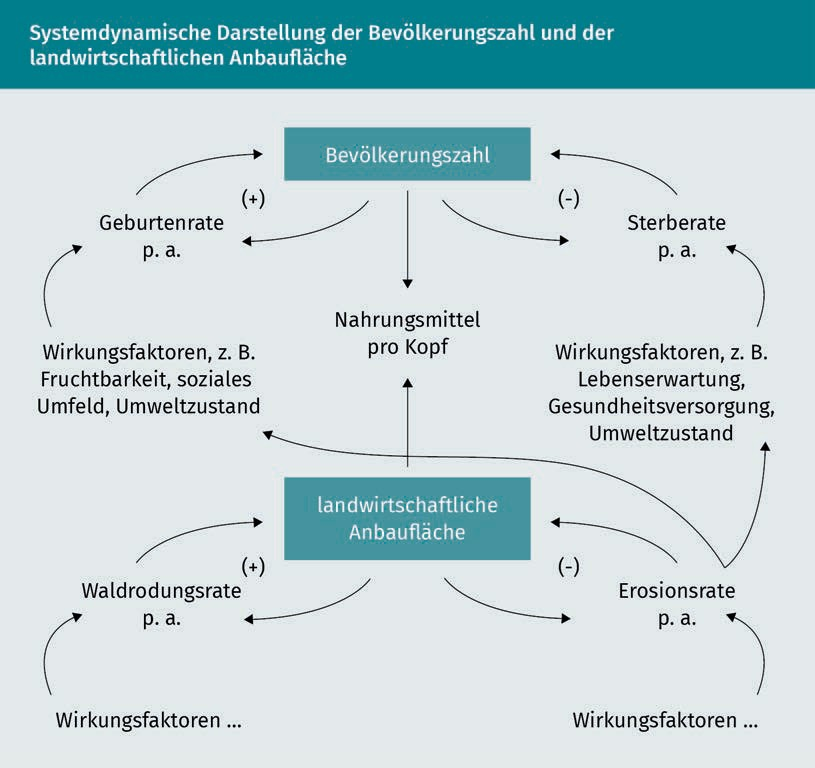 Systemdynamische Darstellung der Bevölkerungszahl und der
landwirtschaftlichen Anbaufläche
Bevölkerungszahl
(+)
(-)
Geburtenrate
p. a.
Sterberate
p. a.
Nahrungsmittel
pro Kopf
Wirkungsfaktoren, z. B.
Fruchtbarkeit, soziales
Umfeld, Umweltzustand
Wirkungsfaktoren, z. B.
Lebenserwartung,
Gesundheitsversorgung,
Umweltzustand
landwirtschaftliche
Anbaufläche
(+)
(-)
Waldrodungsrate
p. a.
Erosionsrate
p. a.
Wirkungsfaktoren ...
Wirkungsfaktoren ...